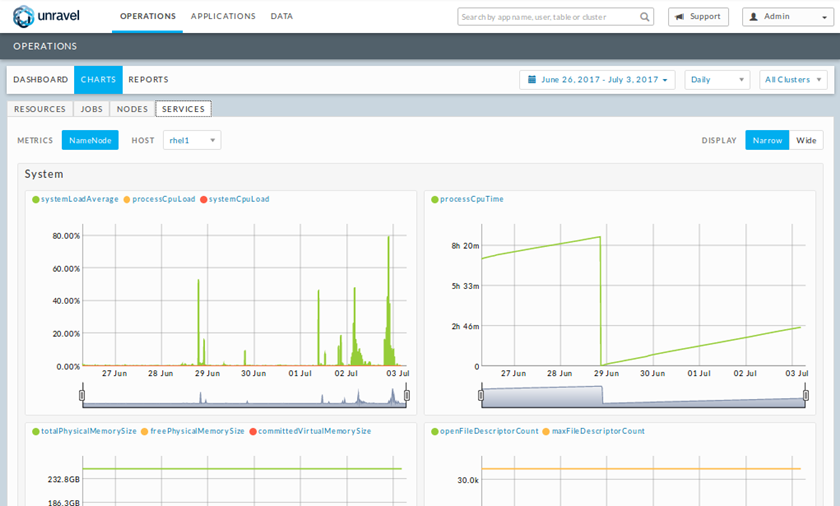 unravel OPERATIONS APPLICATIONS DATA Search by app name, user, table or cluster Support Admin
OPERATIONS
DASHBOARD CHARTS REPORTS June 26, 2017 - July 3, 2017 Daily All Clusters
RESOURCES JOBS NODES SERVICES
METRICS NameNode HOST rhel1 DISPLAY Narrow Wide
System
systemLoadAverage processCpuLoad systemCpuLoad
80.00%
60.00%
40.00%
20.00%
0.00%
27 Jun 28 Jun 29 Jun 30 Jun 01 Jul 02 Jul 03 Jul
processCpuTime
8h 20m
5h 33m
2h 46m
0
27 Jun 28 Jun 29 Jun 30 Jun 01 Jul 02 Jul 03 Jul
totalPhysicalMemorySize freePhysicalMemorySize committedVirtualMemorySize
232.8GB
186.3GB
openFileDescriptorCount maxFileDescriptorCount
30.0k